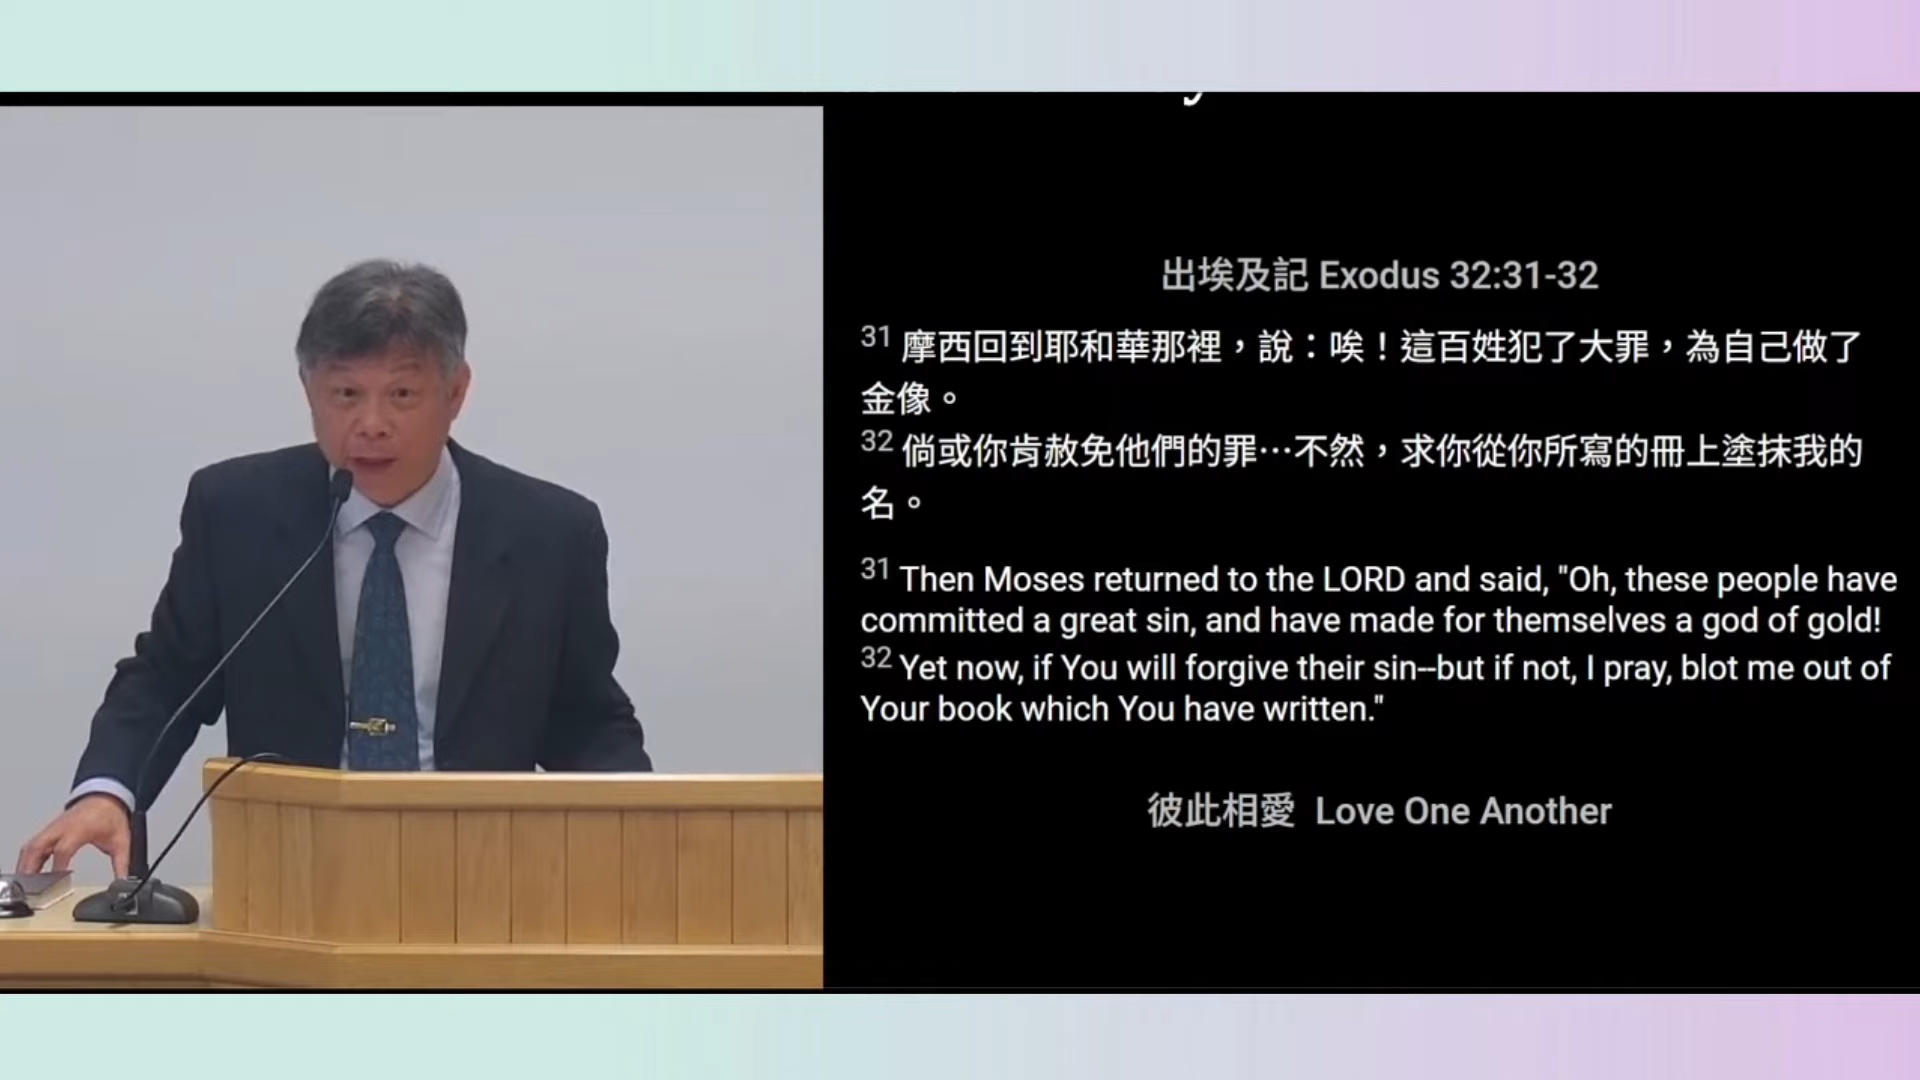 出埃及記 Exodus 32:31-32
31 摩西回到耶和華那裡，說：唉！這百姓犯了大罪，為自己做了
金像。
32 倘或你肯赦免他們的罪…不然，求你從你所寫的冊上塗抹我的
名。
31 Then Moses returned to the LORD and said, "Oh, these people have
committed a great sin, and have made for themselves a god of gold!
32 Yet now, if You will forgive their sin--but if not, I pray, blot me out of
Your book which You have written."
彼此相愛 Love One Another